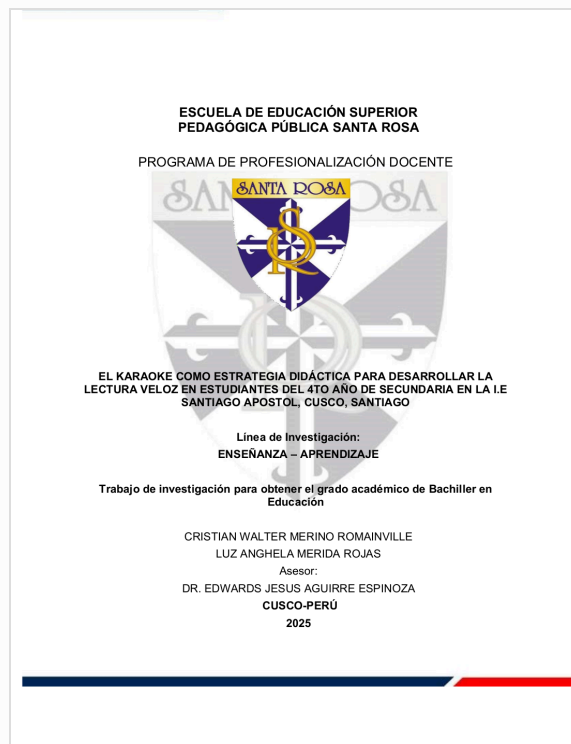 ESCUELA DE EDUCACIÓN SUPERIOR
PEDAGÓGICA PÚBLICA SANTA ROSA
PROGRAMA DE PROFESIONALIZACIÓN DOCENTE
SANTA ROSA
SANTA ROSA
EL KARAOKE COMO ESTRATEGIA DIDÁCTICA PARA DESARROLLAR LA
LECTURA VELOZ EN ESTUDIANTES DEL 4TO AÑO DE SECUNDARIA EN LA I.E
SANTIAGO APOSTOL, CUSCO, SANTIAGO
Línea de Investigación:
ENSEÑANZA – APRENDIZAJE
Trabajo de investigación para obtener el grado académico de Bachiller en
Educación
CRISTIAN WALTER MERINO ROMAINVILLE
LUZ ANGHELA MERIDA ROJAS
Asesor:
DR. EDWARDS JESUS AGUIRRE ESPINOZA
CUSCO-PERÚ
2025